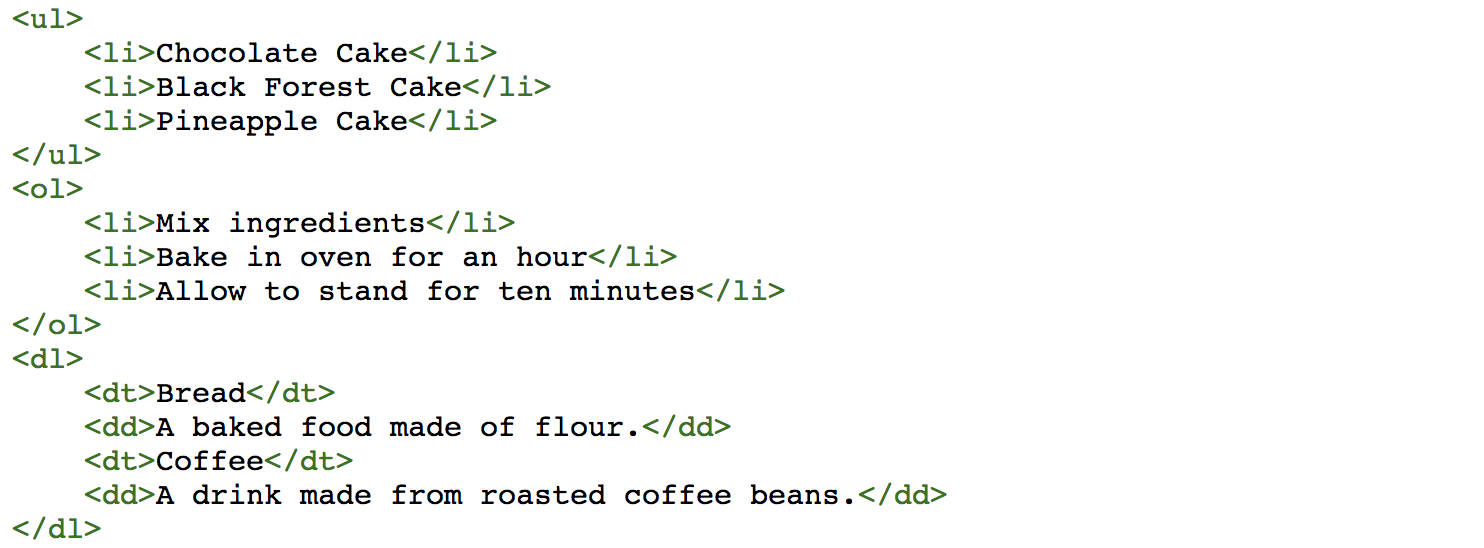 <ul>
    <li>Chocolate Cake</li>
    <li>Black Forest Cake</li>
    <li>Pineapple Cake</li>
</ul>
<ol>
    <li>Mix ingredients</li>
    <li>Bake in oven for an hour</li>
    <li>Allow to stand for ten minutes</li>
</ol>
<dl>
    <dt>Bread</dt>
    <dd>A baked food made of flour.</dd>
    <dt>Coffee</dt>
    <dd>A drink made from roasted coffee beans.</dd>
</dl>